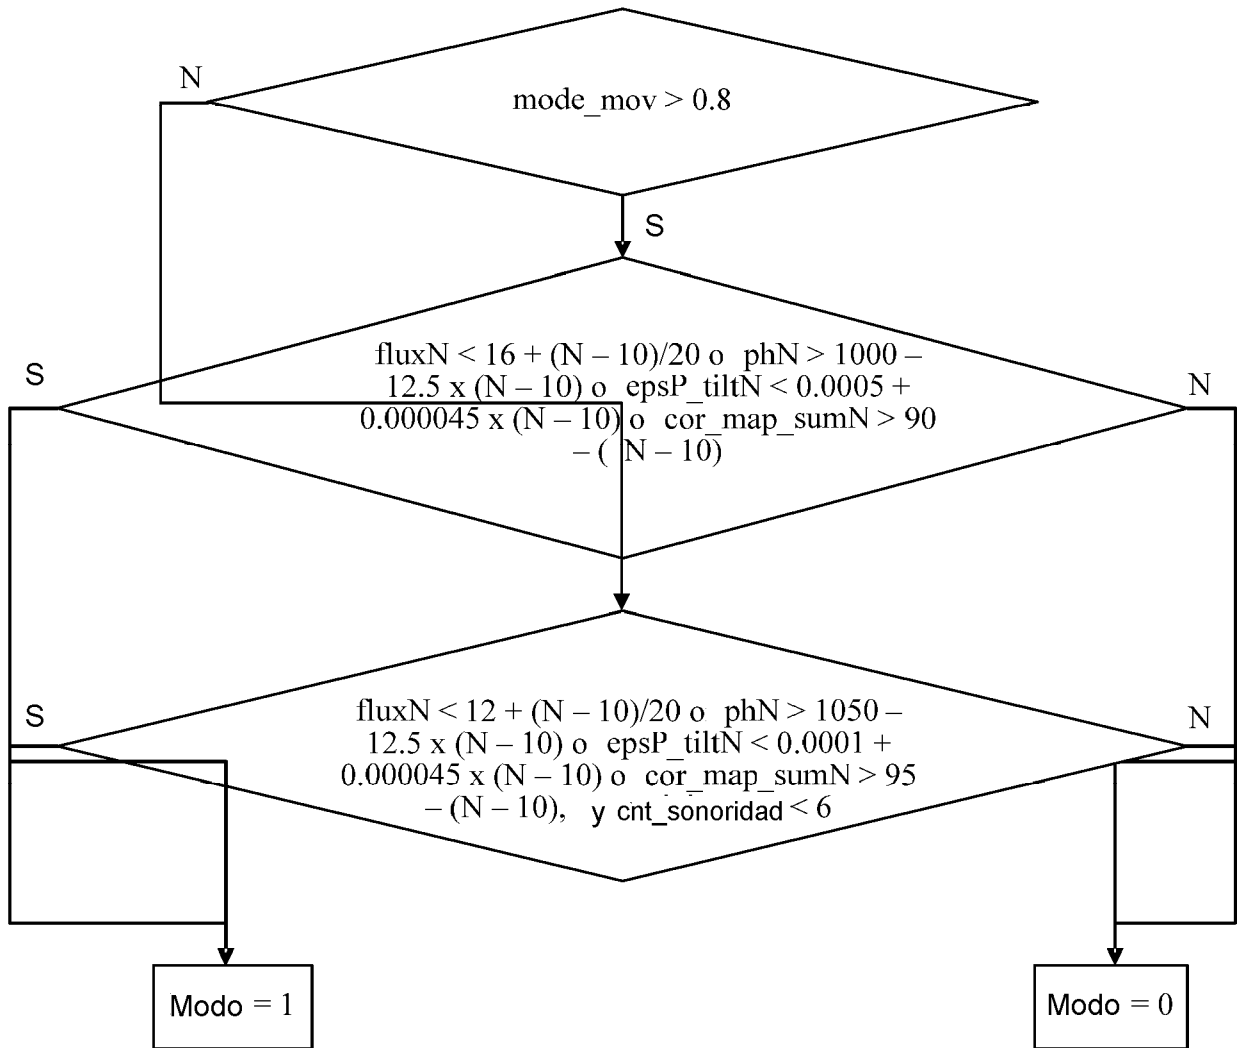 N
mode_mov > 0.8
S
fluxN < 16 + (N – 10)/20 o phN > 1000 –
12.5 x (N – 10) o epsP_tiltN < 0.0005 +
0.000045 x (N – 10) o cor_map_sumN > 90
– ( N – 10)
S
N
fluxN < 12 + (N – 10)/20 o phN > 1050 –
12.5 x (N – 10) o epsP_tiltN < 0.0001 +
0.000045 x (N – 10) o cor_map_sumN > 95
– (N – 10), y cnt_sonoridad < 6
S
N
Modo = 1
Modo = 0